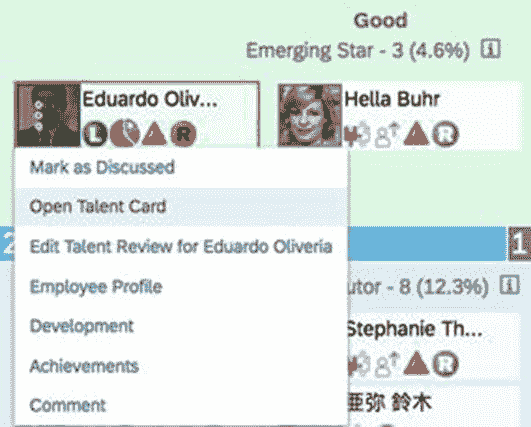 Good
Emerging Star - 3 (4.6%) i
Eduardo Oliv...
Hella Buhr
L R
R
Mark as Discussed
Open Talent Card
Edit Talent Review for Eduardo Oliveria
2 1
Employee Profile
utor - 8 (12.3%) i
Development
Stephanie Th...
Achievements
R
Comment
亜弥 鈴木